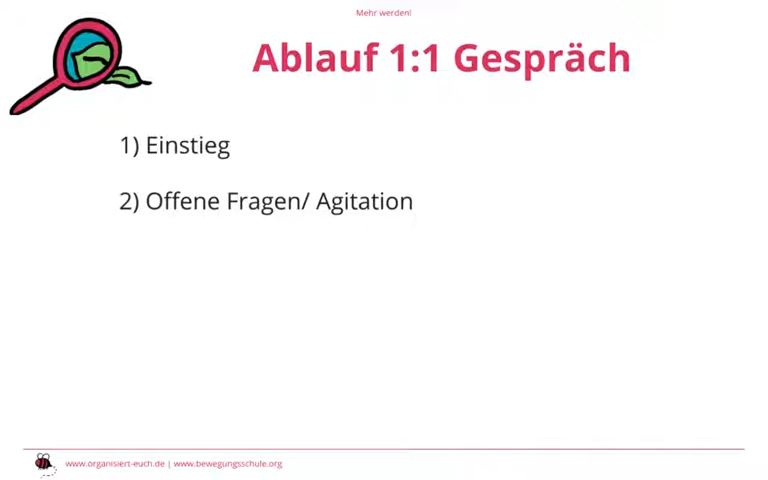 Mehr werden!
Ablauf 1:1 Gespräch
1) Einstieg
2) Offene Fragen/ Agitation
www.organisiert-euch.de | www.bewegungsschule.org